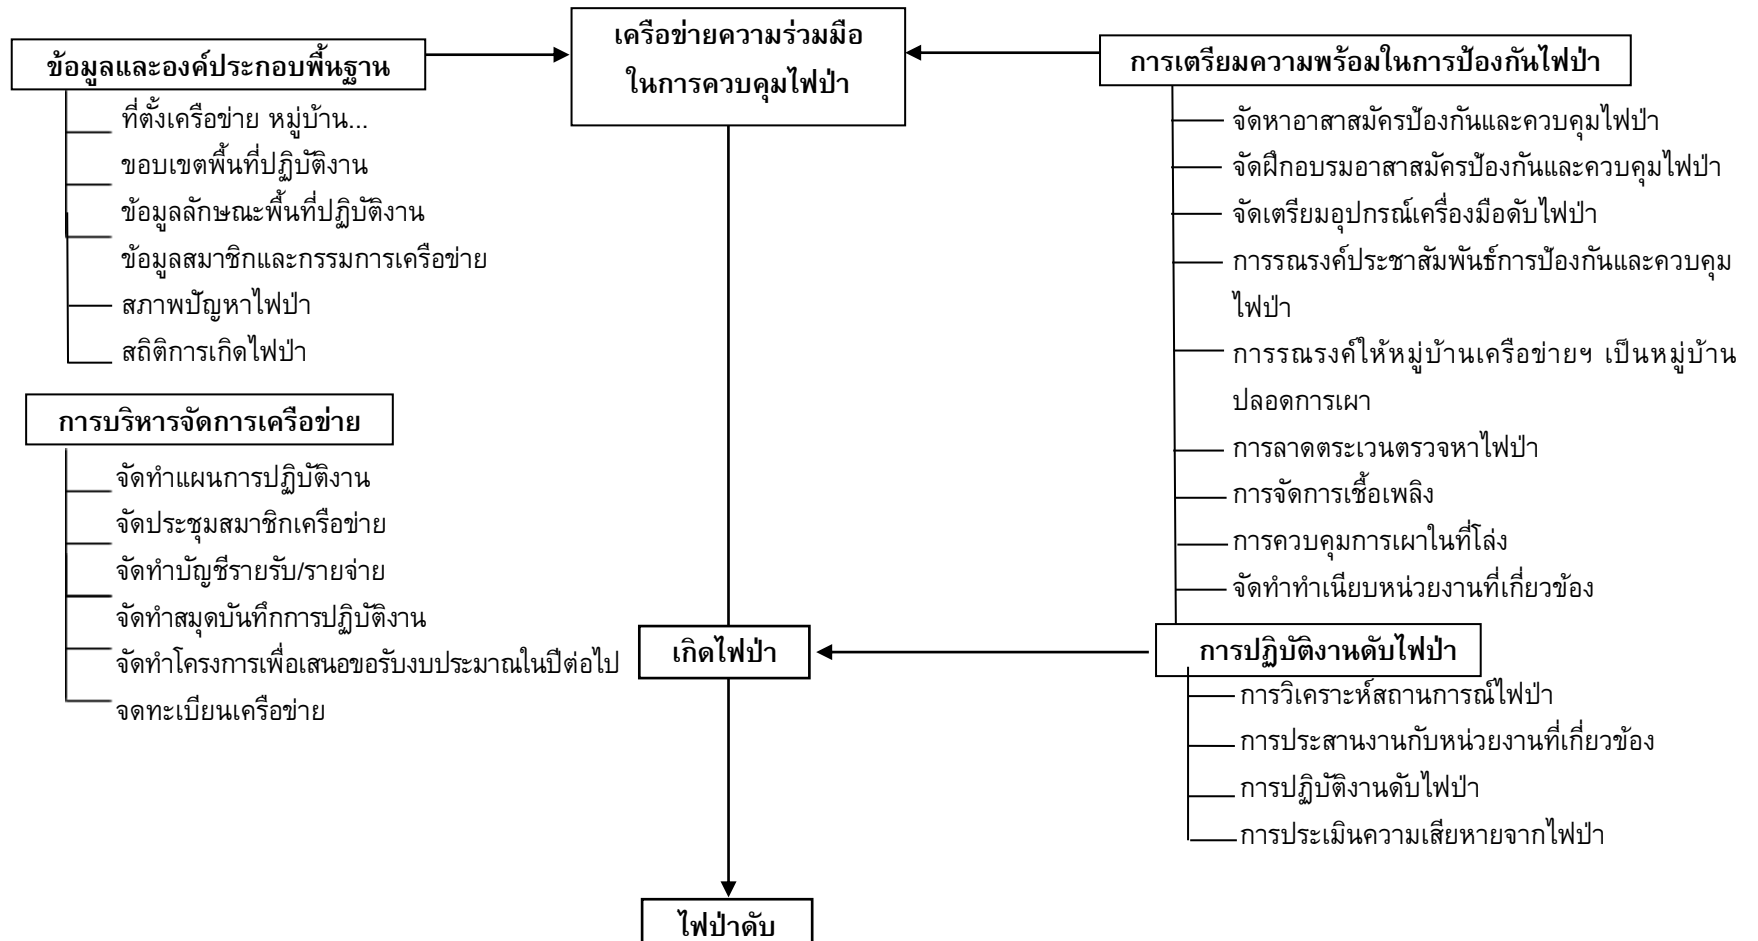 เครือข่ายความร่วมมือ
ในการควบคุมไฟป่า
ข้อมูลและองค์ประกอบพื้นฐาน
ที่ตั้งเครือข่าย หมู่บ้าน...
ขอบเขตพื้นที่ปฏิบัติงาน
ข้อมูลลักษณะพื้นที่ปฏิบัติงาน
ข้อมูลสมาชิกและกรรมการเครือข่าย
สภาพปัญหาไฟป่า
สถิติการเกิดไฟป่า
การบริหารจัดการเครือข่าย
จัดทำแผนการปฏิบัติงาน
จัดประชุมสมาชิกเครือข่าย
จัดทำบัญชีรายรับ/รายจ่าย
จัดทำสมุดบันทึกการปฏิบัติงาน
จัดทำโครงการเพื่อเสนอขอรับงบประมาณในปีต่อไป
จดทะเบียนเครือข่าย
การเตรียมความพร้อมในการป้องกันไฟป่า
จัดหาอาสาสมัครป้องกันและควบคุมไฟป่า
จัดฝึกอบรมอาสาสมัครป้องกันและควบคุมไฟป่า
จัดเตรียมอุปกรณ์เครื่องมือดับไฟป่า
การรณรงค์ประชาสัมพันธ์การป้องกันและควบคุม
ไฟป่า
การรณรงค์ให้หมู่บ้านเครือข่ายฯ เป็นหมู่บ้าน
ปลอดการเผา
การลาดตระเวนตรวจหาไฟป่า
การจัดการเชื้อเพลิง
การควบคุมการเผาในที่โล่ง
จัดทำทำเนียบหน่วยงานที่เกี่ยวข้อง
เกิดไฟป่า
การปฏิบัติงานดับไฟป่า
การวิเคราะห์สถานการณ์ไฟป่า
การประสานงานกับหน่วยงานที่เกี่ยวข้อง
การปฏิบัติงานดับไฟป่า
การประเมินความเสียหายจากไฟป่า
ไฟป่าดับ